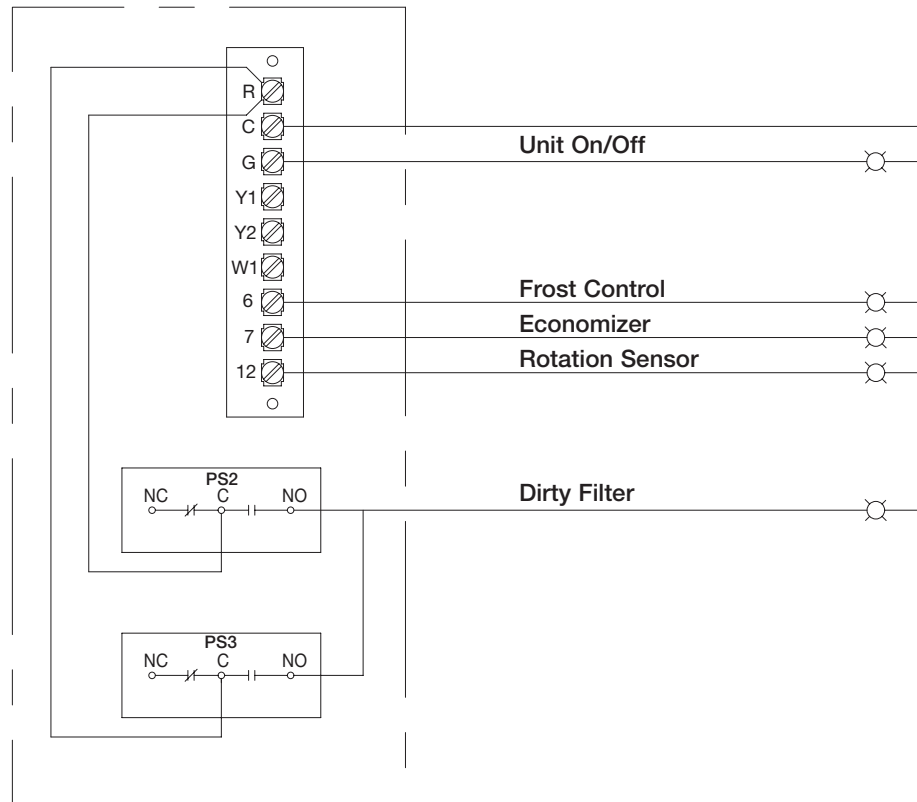 R
C
Unit On/Off
G
Y1
Y2
W1
Frost Control
6
Economizer
7
Rotation Sensor
12
PS2
NC C NO
Dirty Filter
PS3
NC C NO